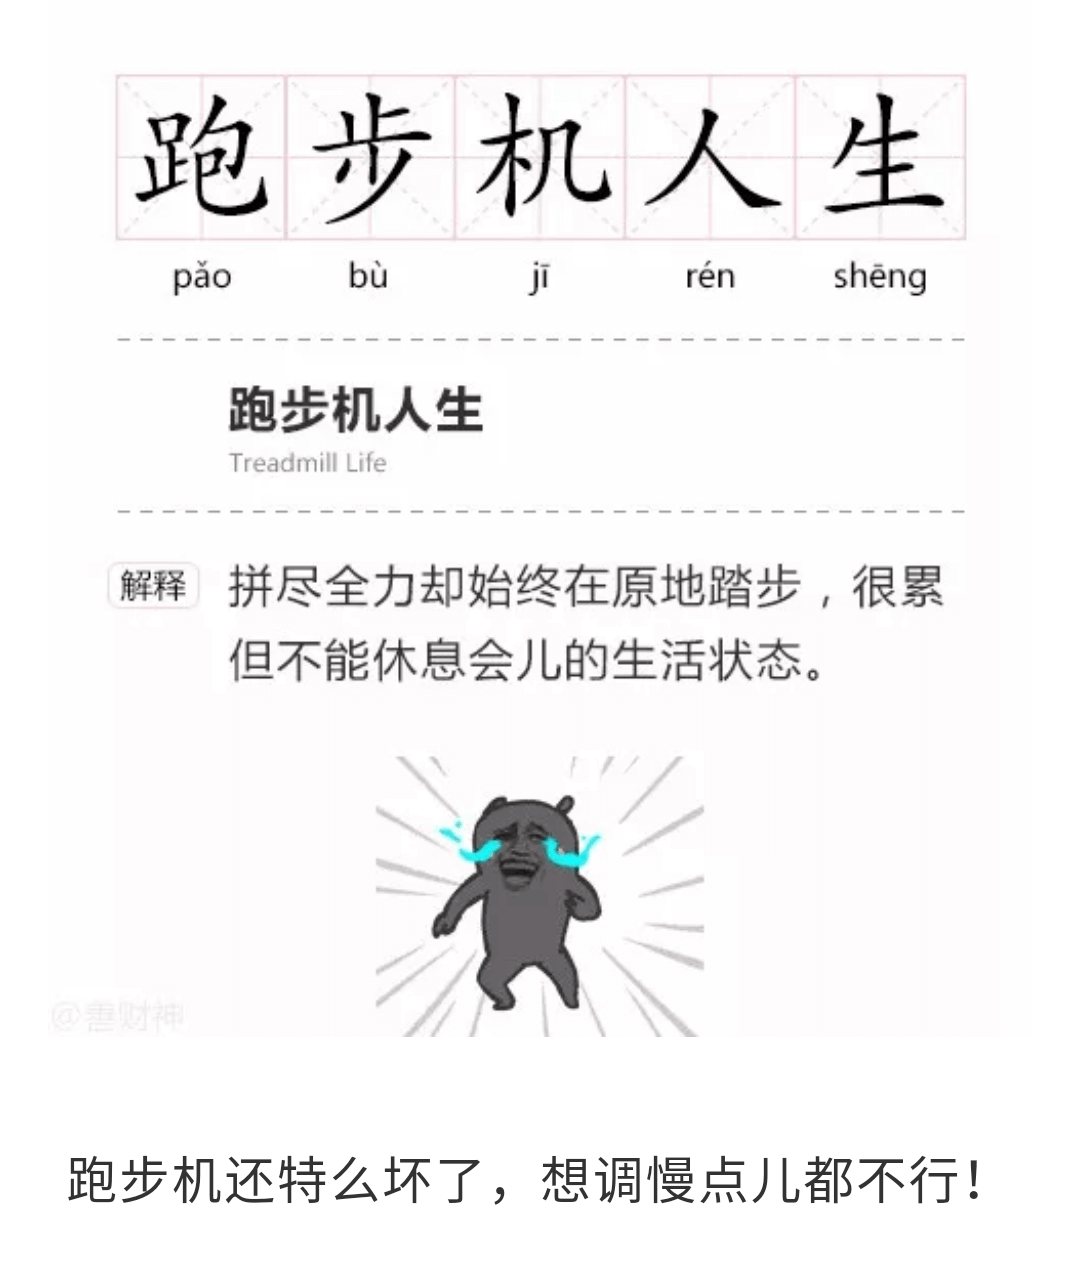 跑步机人生
pǎo bù jī rén shēng
跑步机人生
Treadmill Life
解释 拼尽全力却始终在原地踏步，很累
但不能休息会儿的生活状态。
@善财神
跑步机还特么坏了，想调慢点儿都不行！